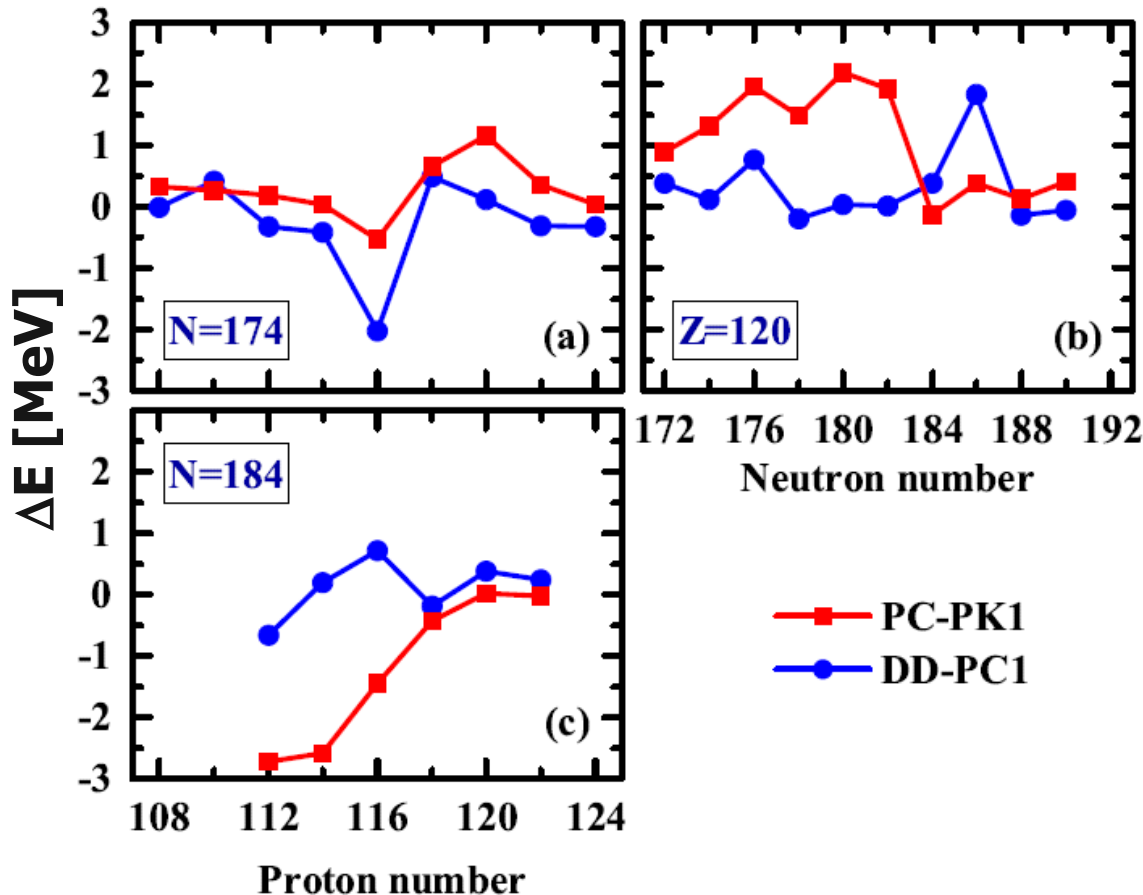 ΔE [MeV]
3
2
1
0
-1
-2
-3
N=174
(a)
Z=120
(b)
172 176 180 184 188 192
Neutron number
2
1
0
-1
-2
-3
N=184
(c)
108 112 116 120 124
Proton number
PC-PK1
DD-PC1